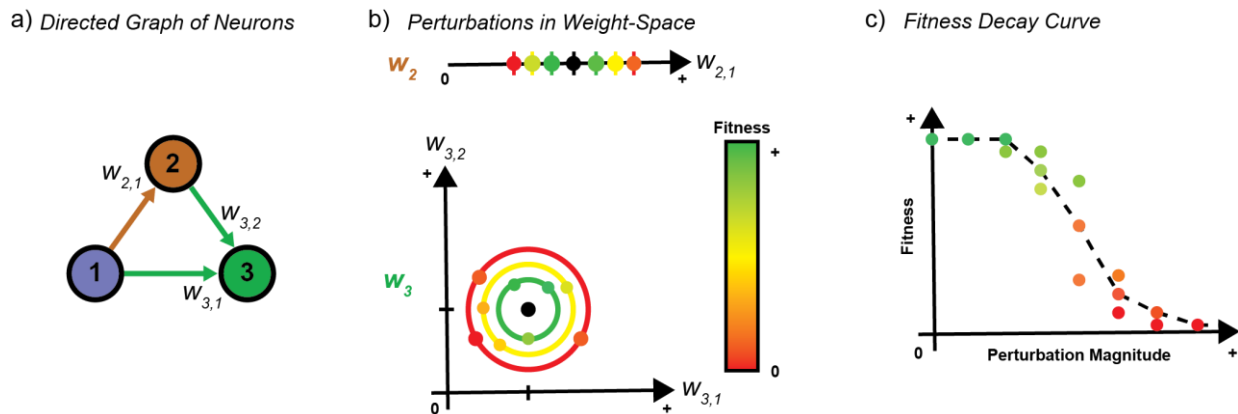 a) Directed Graph of Neurons
2
w2,1
w3,2
1
3
w3,1
b) Perturbations in Weight-Space
w2
0
+
w2,1
w3,2
+
w3
0
+
w3,1
Fitness
+
0
c) Fitness Decay Curve
+
Fitness
0
Perturbation Magnitude
+